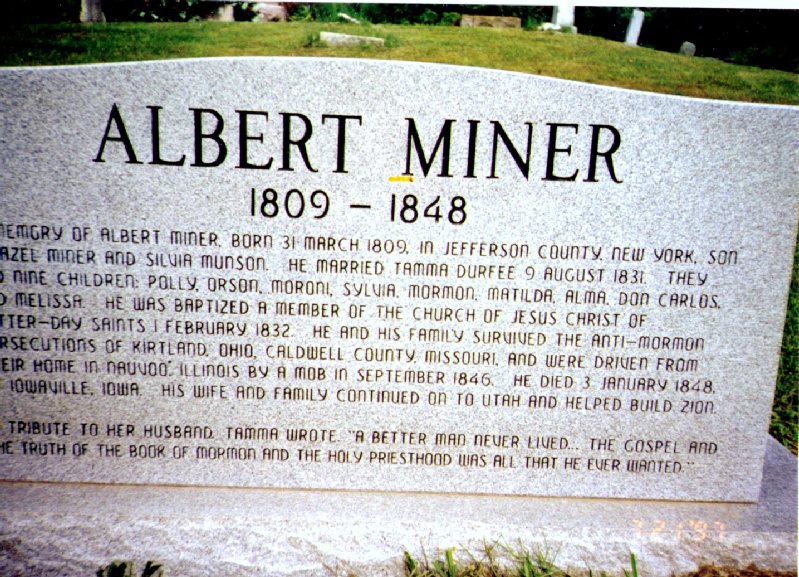 ALBERT MINER
1809 - 1848
MEMORY OF ALBERT MINER, BORN 31 MARCH 1809, IN JEFFERSON COUNTY, NEW YORK, SON
AZEL MINER AND SILVIA MUNSON. HE MARRIED TAMMA DURFEE 9 AUGUST 1831. THEY
NINE CHILDREN: POLLY, ORSON, MORONI, SYLVIA, MORMON, MATILDA, ALMA, DON CARLOS,
MELISSA. HE WAS BAPTIZED A MEMBER OF THE CHURCH OF JESUS CHRIST OF
TTER-DAY SAINTS 1 FEBRUARY 1832. HE AND HIS FAMILY SURVIVED THE ANTI-MORMON
RSECUTIONS OF KIRTLAND, OHIO, CALDWELL COUNTY, MISSOURI, AND WERE DRIVEN FROM
EIR HOME IN NAUVOO, ILLINOIS BY A MOB IN SEPTEMBER 1846. HE DIED 3 JANUARY 1848,
IOWAVILLE, IOWA. HIS WIFE AND FAMILY CONTINUED ON TO UTAH AND HELPED BUILD ZION.
TRIBUTE TO HER HUSBAND, TAMMA WROTE, "A BETTER MAN NEVER LIVED... THE GOSPEL AND
HE TRUTH OF THE BOOK OF MORMON AND THE HOLY PRIESTHOOD WAS ALL THAT HE EVER WANTED."